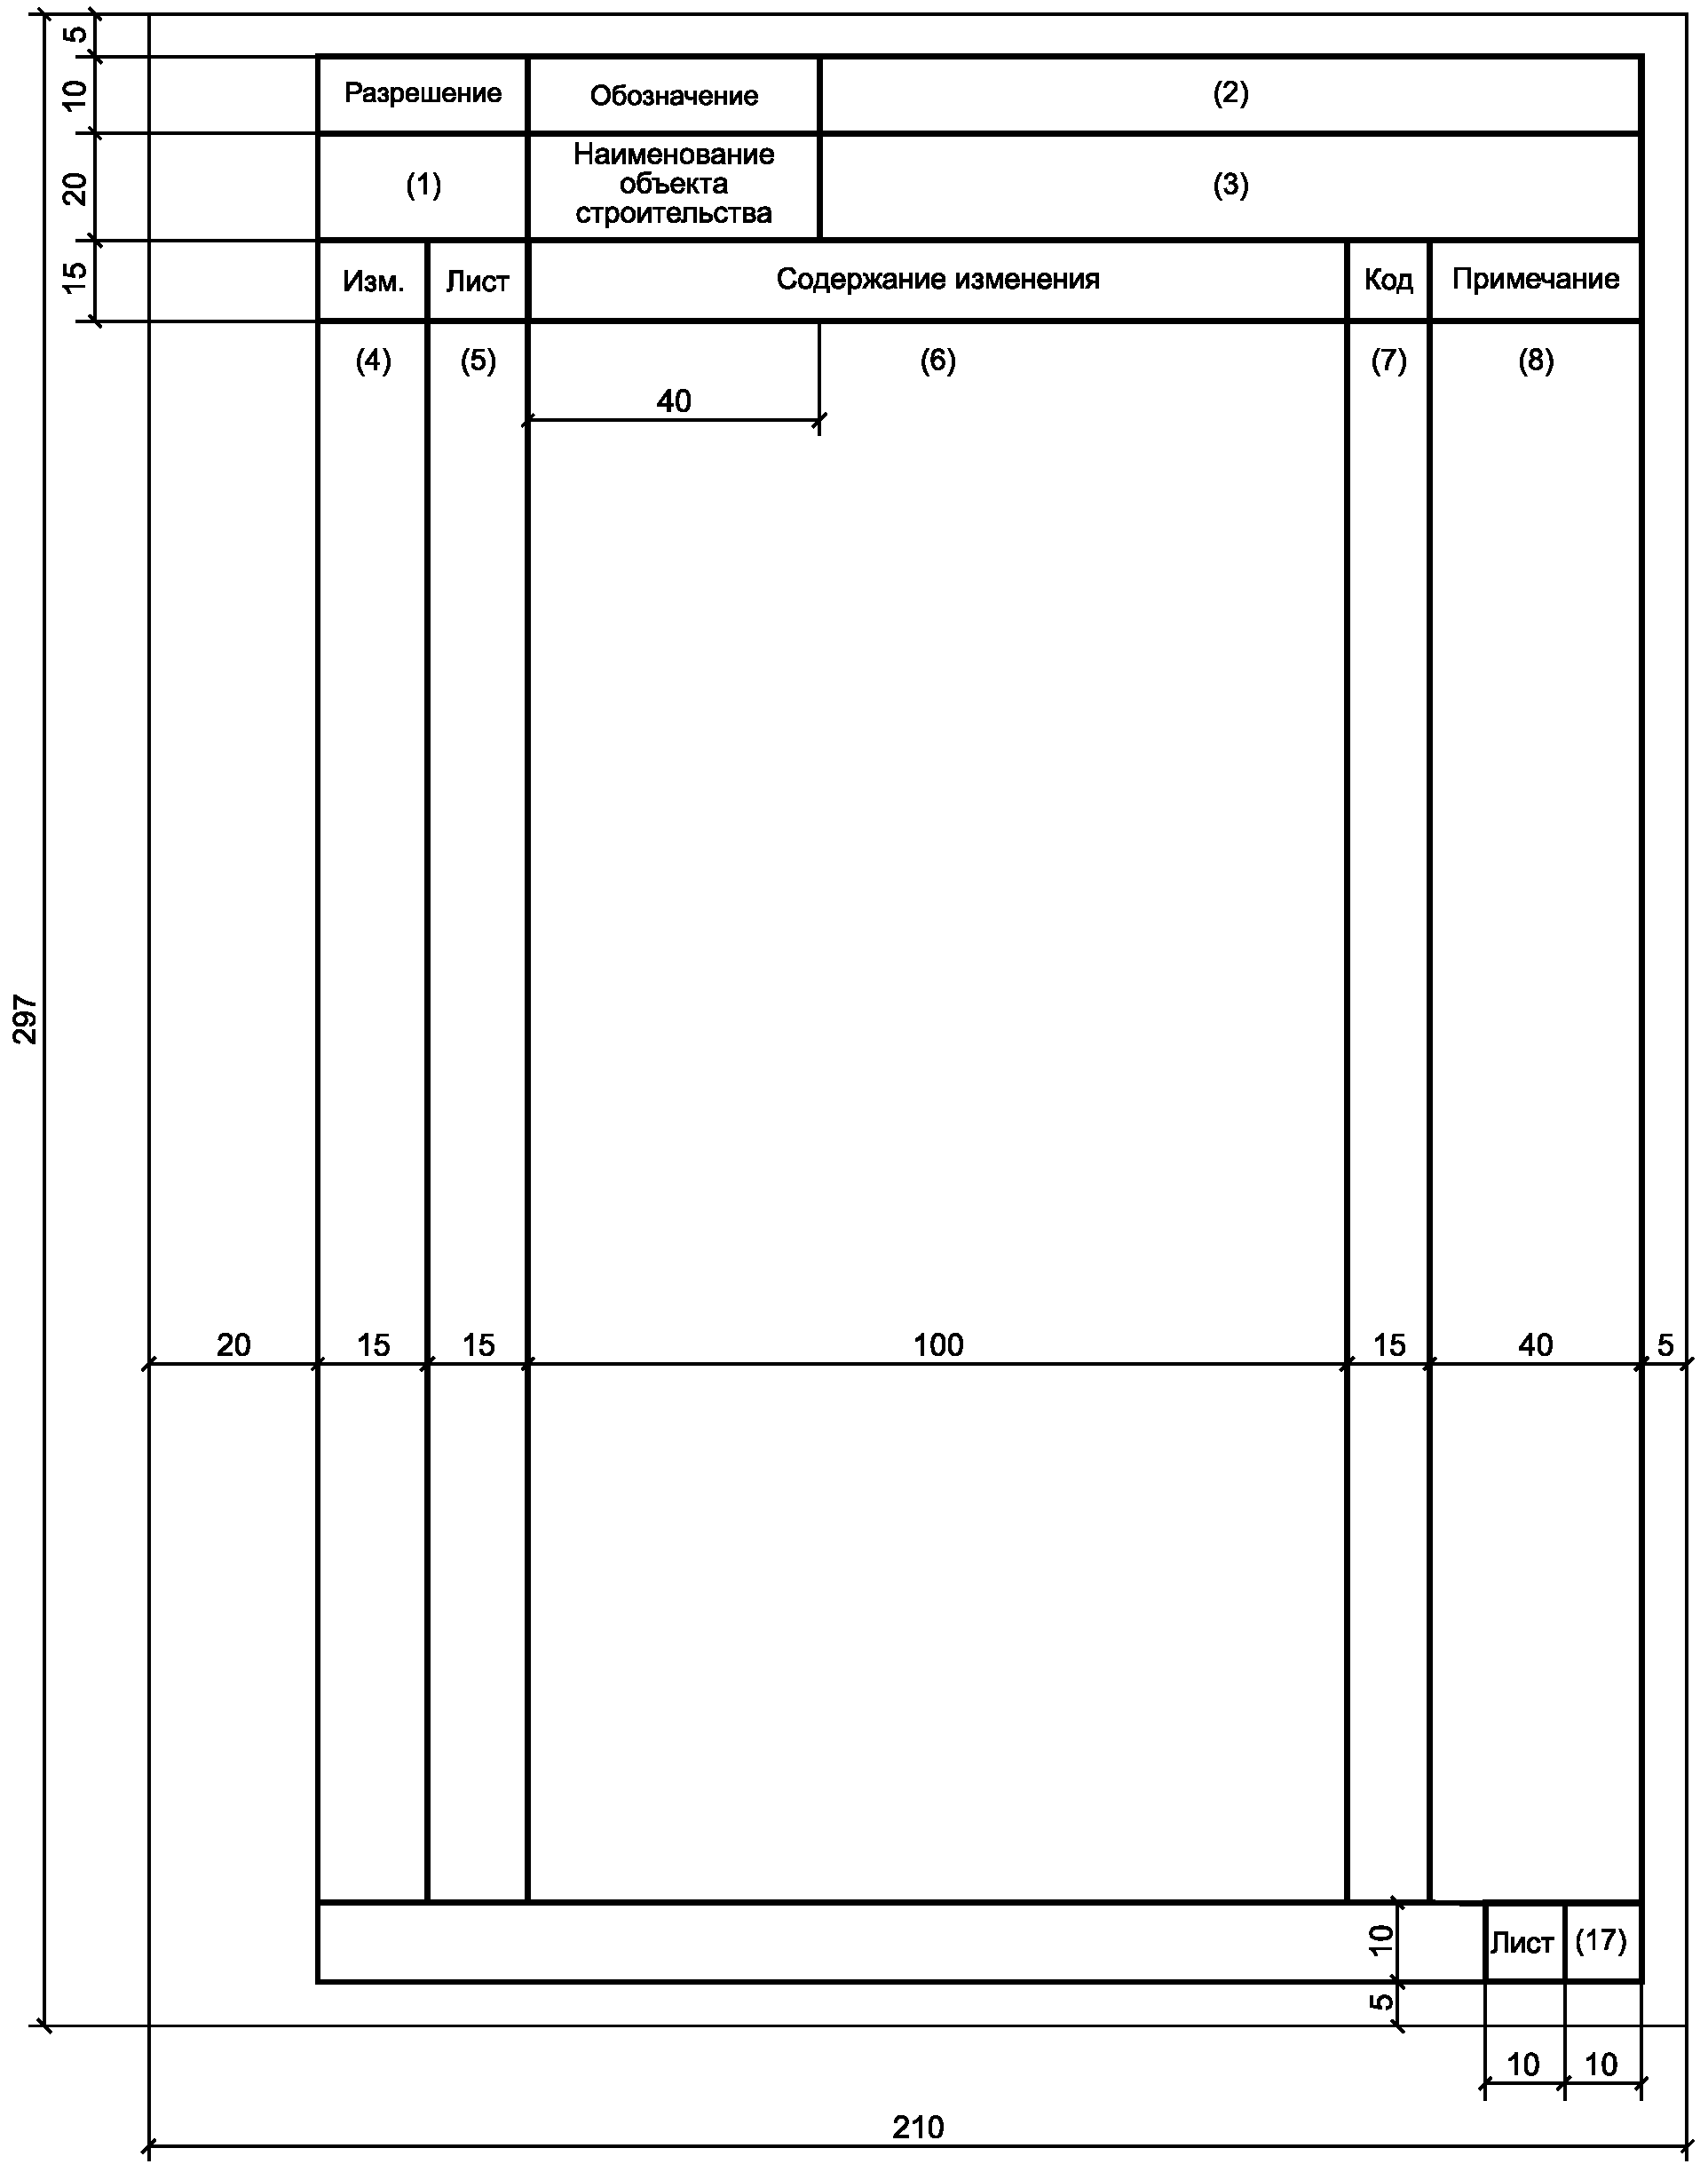 5
10
Разрешение
Обозначение
(2)
20
(1)
Наименование
объекта
строительства
(3)
15
Изм.
Лист
Содержание изменения
Код
Примечание
(4)
(5)
(6)
(7)
(8)
40
297
20
15
15
100
15
40
5
10
Лист
(17)
5
10
10
210